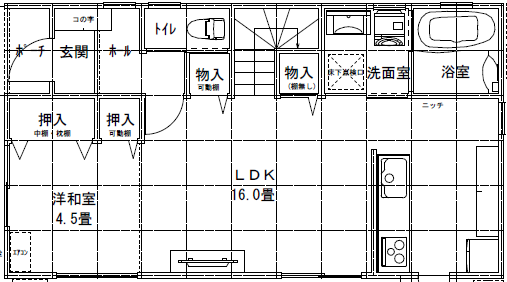 コの字
トイレ
ポーチ
玄関
ホール
物入
可動棚
物入
(棚無し)
床下点検口
洗面室
浴室
ニッチ
押入
中棚・枕棚
押入
可動棚
LDK
16.0畳
洋和室
4.5畳
エアコン